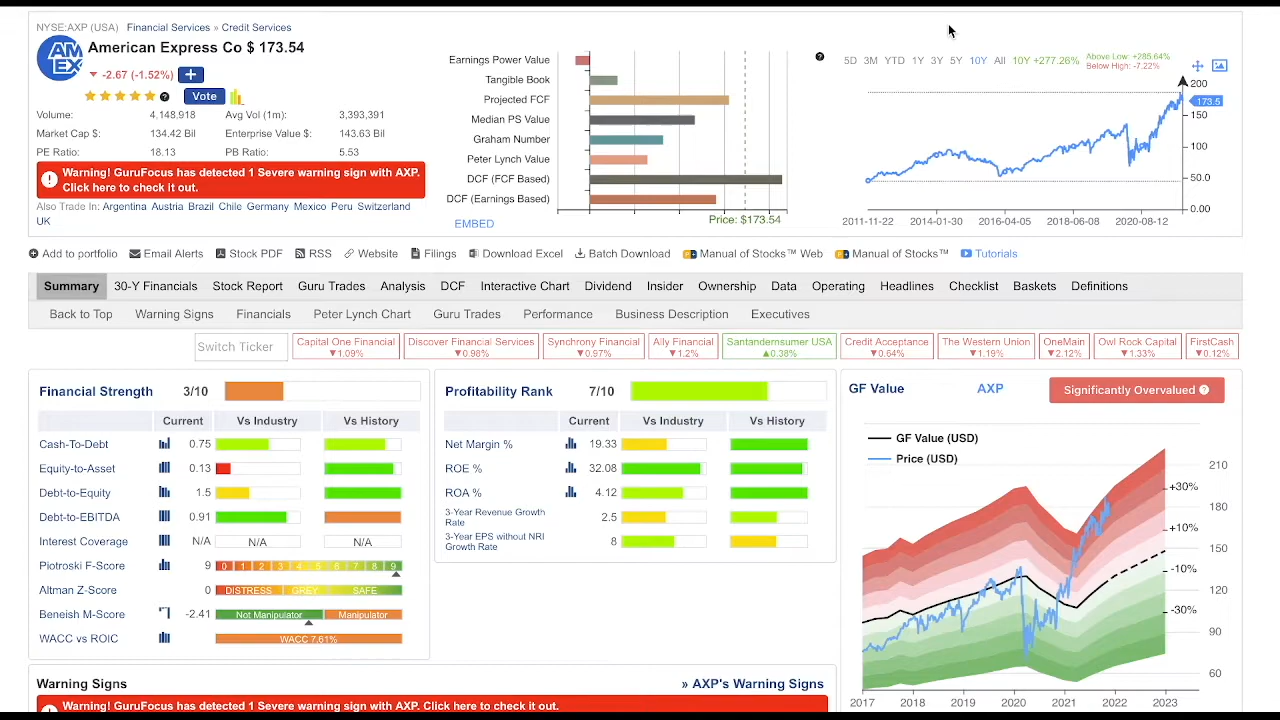 NYSE:AXP (USA) Financial Services » Credit Services
AM
EX
American Express Co $ 173.54
-2.67 (-1.52%) +
? Vote
Volume: 4,148,918 Avg Vol (1m): 3,393,391
Market Cap $: 134.42 Bil Enterprise Value $: 143.63 Bil
PE Ratio: 18.13 PB Ratio: 5.53
! Warning! GuruFocus has detected 1 Severe warning sign with AXP.
Click here to check it out.
Also Trade In: Argentina Austria Brazil Chile Germany Mexico Peru Switzerland
UK
Earnings Power Value
Tangible Book
Projected FCF
Median PS Value
Graham Number
Peter Lynch Value
DCF (FCF Based)
DCF (Earnings Based)
EMBED
Price: $173.54
?
5D 3M YTD 1Y 3Y 5Y 10Y All 10Y +277.26% Above Low: +285.64%
Below High: -7.22%
200
173.5
150
100
50.0
0.00
2011-11-22 2014-01-30 2016-04-05 2018-06-08 2020-08-12
Add to portfolio Email Alerts Stock PDF RSS Website Filings Download Excel Batch Download Manual of Stocks™ Web Manual of Stocks™ Tutorials
Summary 30-Y Financials Stock Report Guru Trades Analysis DCF Interactive Chart Dividend Insider Ownership Data Operating Headlines Checklist Baskets Definitions
Back to Top Warning Signs Financials Peter Lynch Chart Guru Trades Performance Business Description Executives
Switch Ticker Capital One Financial Discover Financial Services Synchrony Financial Ally Financial Santandernsumer USA Credit Acceptance The Western Union OneMain Owl Rock Capital FirstCash
▼1.09% ▼0.98% ▼0.97% ▼1.2% ▲0.38% ▼0.64% ▼1.19% ▼2.12% ▼1.33% ▼0.12%
Financial Strength 3/10
Current Vs Industry Vs History
Cash-To-Debt 0.75
Equity-to-Asset 0.13
Debt-to-Equity 1.5
Debt-to-EBITDA 0.91
Interest Coverage N/A N/A N/A
Piotroski F-Score 9 0 1 2 3 4 5 6 7 8 9
Altman Z-Score 0 DISTRESS GREY SAFE
Beneish M-Score -2.41 Not Manipulator Manipulator
WACC vs ROIC WACC 7.61%
Profitability Rank 7/10
Current Vs Industry Vs History
Net Margin % 19.33
ROE % 32.08
ROA % 4.12
3-Year Revenue Growth
Rate 2.5
3-Year EPS without NRI
Growth Rate 8
GF Value AXP Significantly Overvalued ?
GF Value (USD)
Price (USD)
210
180
150
120
90
60
+30%
+10%
-10%
-30%
2017 2018 2019 2020 2021 2022 2023
Warning Signs » AXP's Warning Signs
Warning! GuruFocus has detected 1 Severe warning sign with AXP. Click here to check it out.